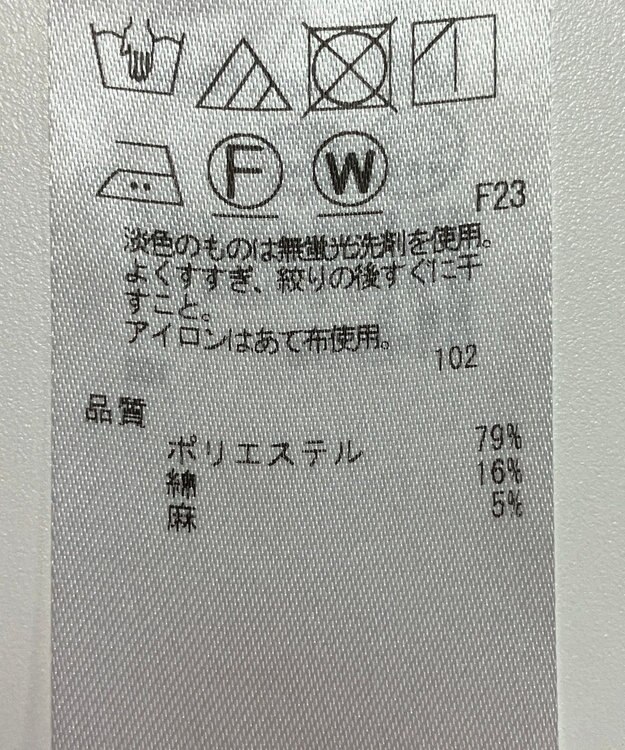 F W
F23
淡色のものは無蛍光洗剤を使用。
よくすすぎ、絞りの後すぐに干
すこと。
アイロンはあて布使用。
102
品質
ポリエステル 79%
綿 16%
麻 5%